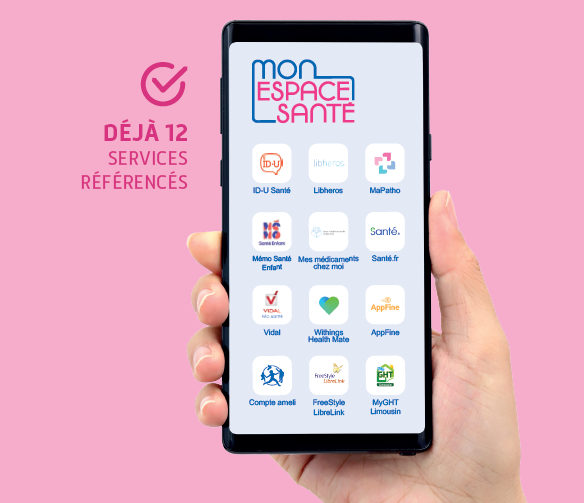 DÉJÀ 12
SERVICES
RÉFÉRENCÉS
mon
ESPACE
SANTÉ
ID-U
libheros
ID-U Santé
Libheros
MaPatho
Santé Enfant
Santé.
Mémo Santé
Enfant
Mes médicaments
chez moi
Santé.fr
VIDAL
AppFine
Vidal
Withings
Health Mate
AppFine
FreeStyle
LibreLink
GHT
Compte ameli
FreeStyle
LibreLink
MyGHT
Limousin